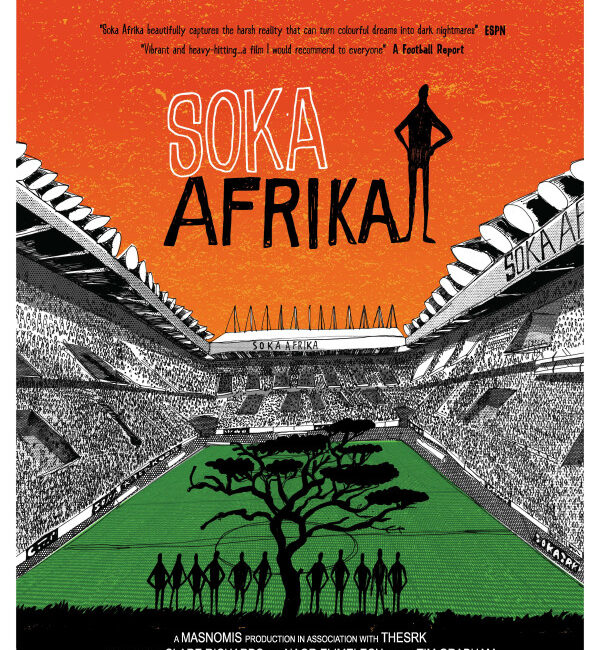 "Soka Afrika beautifully captures the harsh reality that can turn colourful dreams into dark nightmares" ESPN
"Vibrant and heavy-hitting...a film I would recommend to everyone" A Football Report
SOKA
AFRIKA
SOKA AF
SOKA AFRIKA
A MASNOMIS PRODUCTION IN ASSOCIATION WITH THESRK